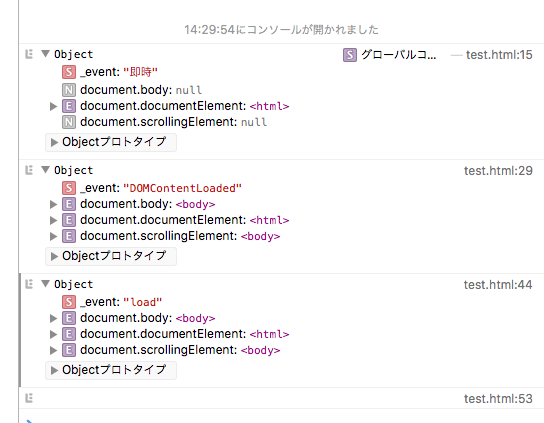 14:29:54にコンソールが開かれました
E ▼ Object S グローバルコ... — test.html:15
S _event: "即時"
N document.body: null
▶ E document.documentElement: <html>
N document.scrollingElement: null
▶ Objectプロトタイプ
E ▼ Object test.html:29
S _event: "DOMContentLoaded"
▶ E document.body: <body>
▶ E document.documentElement: <html>
▶ E document.scrollingElement: <body>
▶ Objectプロトタイプ
E ▼ Object test.html:44
S _event: "load"
▶ E document.body: <body>
▶ E document.documentElement: <html>
▶ E document.scrollingElement: <body>
▶ Objectプロトタイプ
E test.html:53